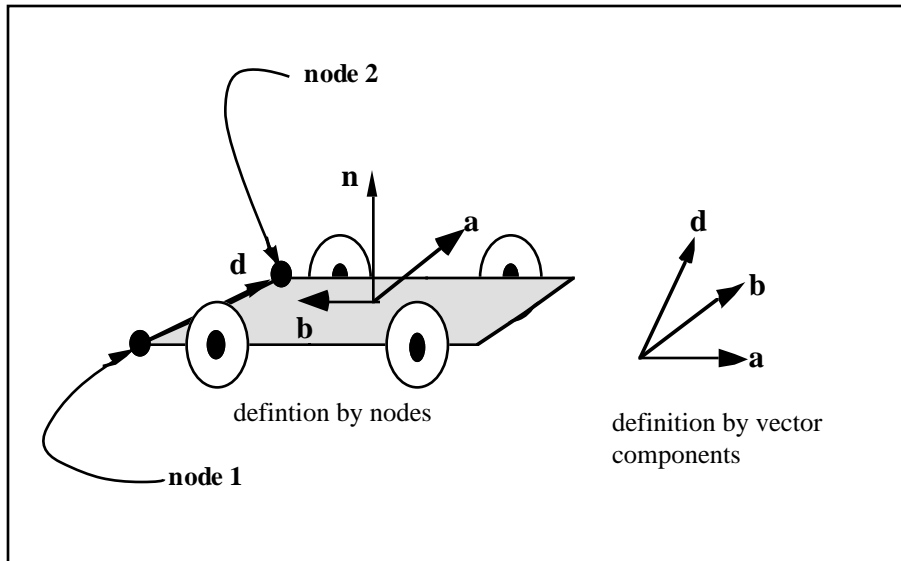 node 2
n
a
d
d
b
b
a
defintion by nodes
definition by vector
components
node 1